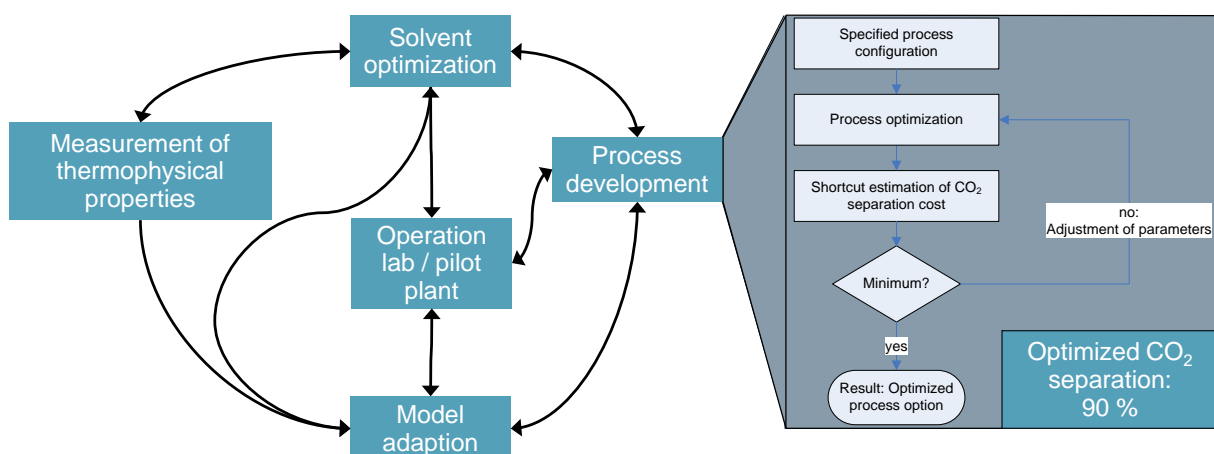 Solvent
optimization
Measurement of
thermophysical
properties
Process
development
Operation
lab / pilot
plant
Model
adaption
Specified process
configuration
Process optimization
Shortcut estimation of CO₂
separation cost
no:
Adjustment of parameters
Minimum?
yes
Result: Optimized
process option
Optimized CO₂
separation:
90 %